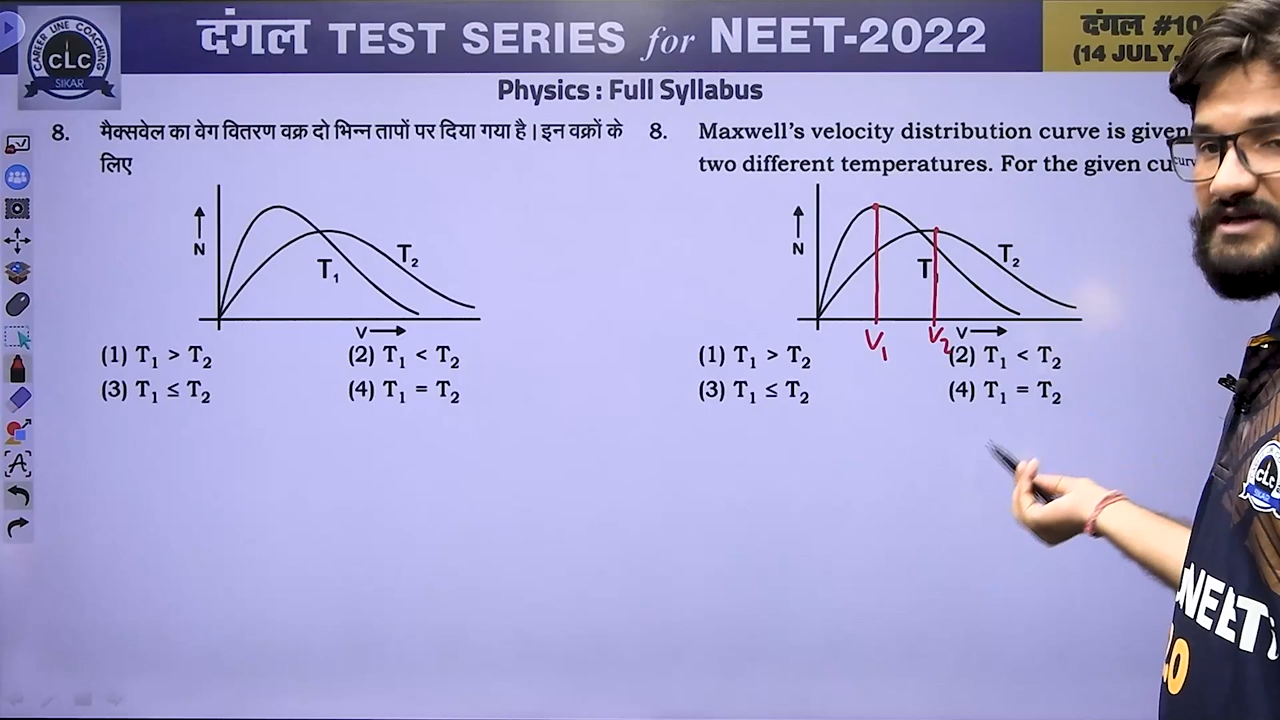 दंगल TEST SERIES for NEET-2022
दंगल #10
(14 JULY
CAREER LINE COACHING
CLC
SIKAR
Physics : Full Syllabus
8. मैक्सवेल का वेग वितरण वक्र दो भिन्न तापों पर दिया गया है। इन वक्रों के
लिए
N
T1
T2
V
(1) T1 > T2 (2) T1 < T2
(3) T1 ≤ T2 (4) T1 = T2
8. Maxwell's velocity distribution curve is given
two different temperatures. For the given
N
T
T2
V
V1
V2
(1) T1 > T2 (2) T1 < T2
(3) T1 ≤ T2 (4) T1 = T2
CLC
SIKAR
NEET